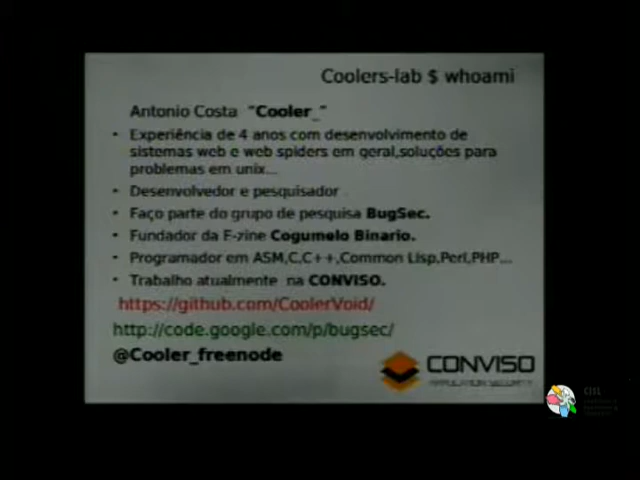 Coolers-lab $ whoami
Antonio Costa "Cooler_"
• Experiência de 4 anos com desenvolvimento de
sistemas web e web spiders em geral,soluções para
problemas em unix...
• Desenvolvedor e pesquisador
• Faço parte do grupo de pesquisa BugSec.
• Fundador da E-zine Cogumelo Binario.
• Programador em ASM,C,C++,Common Lisp,Perl,PHP...
• Trabalho atualmente na CONVISO.
https://github.com/CoolerVoid/
http://code.google.com/p/bugsec/
@Cooler_freenode
CONVISO
APPLICATION SECURITY